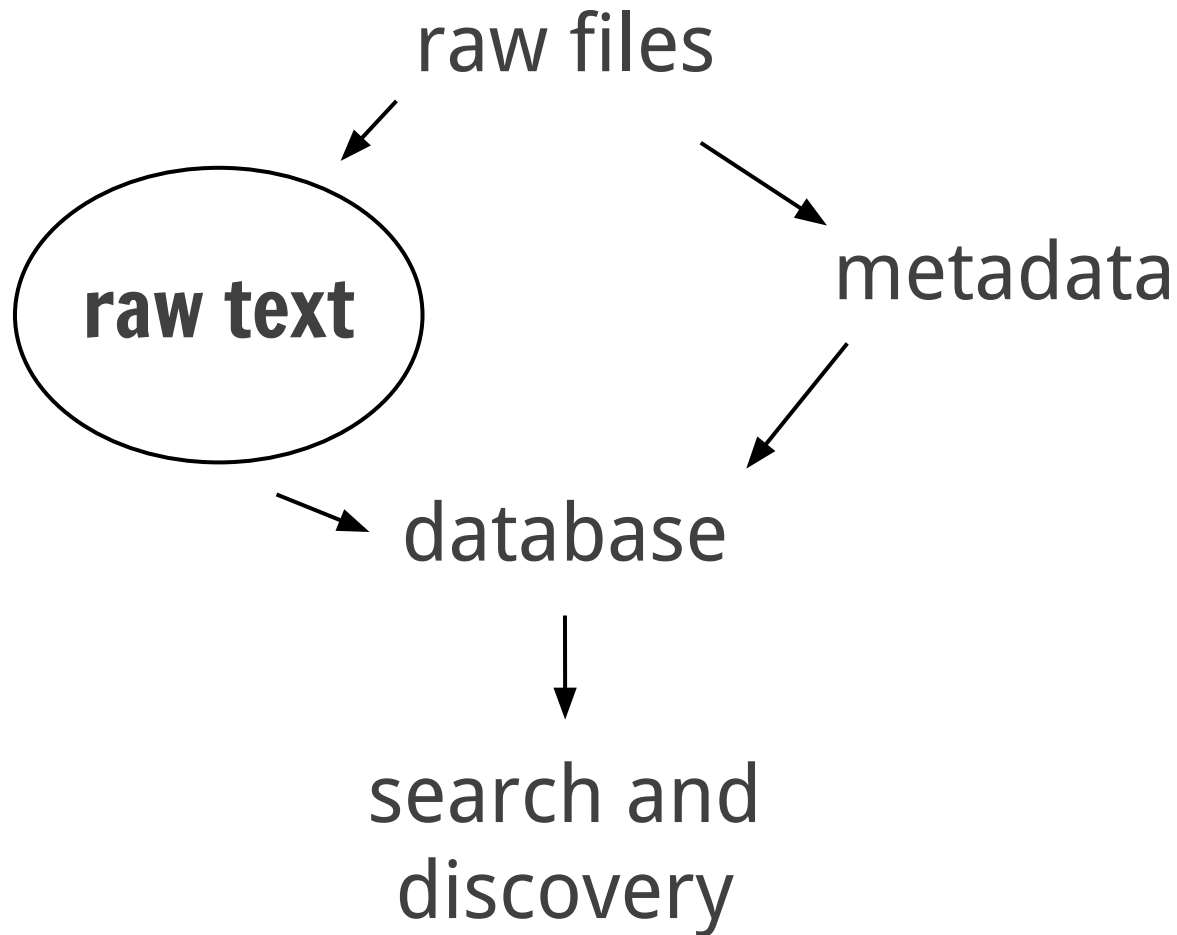 raw files
metadata
raw text
database
search and
discovery